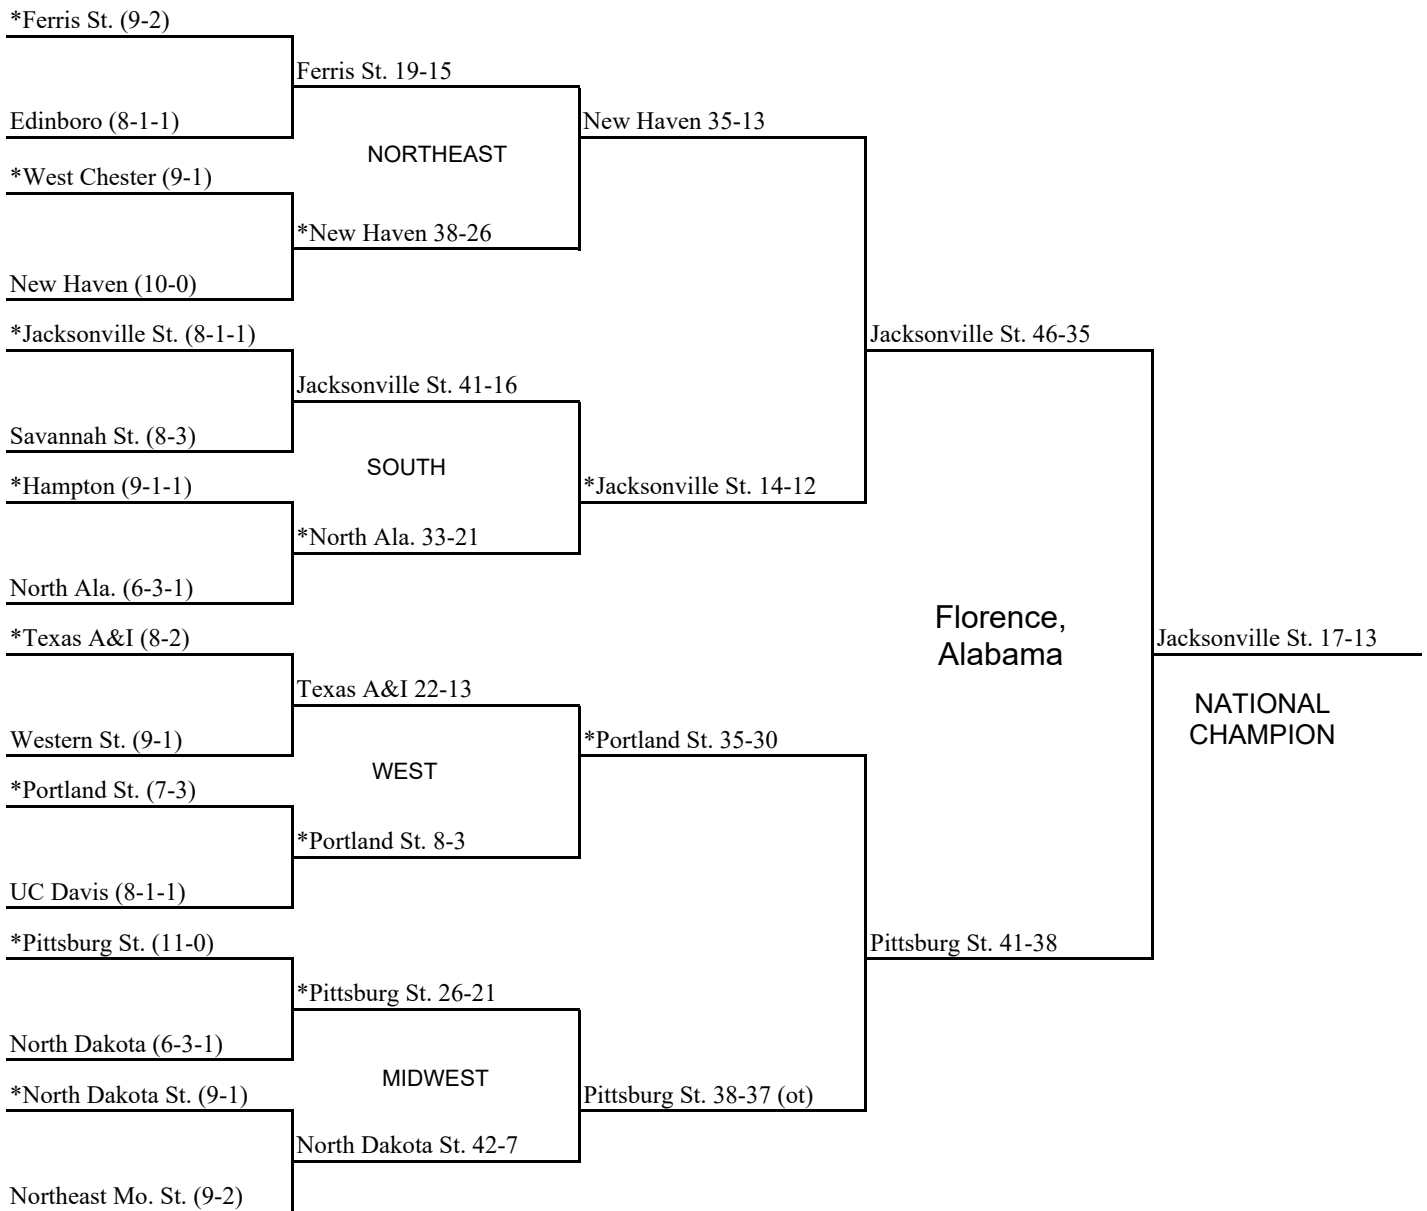 *Ferris St. (9-2)
Ferris St. 19-15
Edinboro (8-1-1)
New Haven 35-13
NORTHEAST
*West Chester (9-1)
*New Haven 38-26
New Haven (10-0)
*Jacksonville St. (8-1-1)
Jacksonville St. 46-35
Jacksonville St. 41-16
Savannah St. (8-3)
SOUTH
*Hampton (9-1-1)
*Jacksonville St. 14-12
*North Ala. 33-21
North Ala. (6-3-1)
Florence,
Alabama
*Texas A&I (8-2)
Jacksonville St. 17-13
Texas A&I 22-13
NATIONAL
CHAMPION
Western St. (9-1)
*Portland St. 35-30
WEST
*Portland St. (7-3)
*Portland St. 8-3
UC Davis (8-1-1)
*Pittsburg St. (11-0)
Pittsburg St. 41-38
*Pittsburg St. 26-21
North Dakota (6-3-1)
MIDWEST
*North Dakota St. (9-1)
Pittsburg St. 38-37 (ot)
North Dakota St. 42-7
Northeast Mo. St. (9-2)